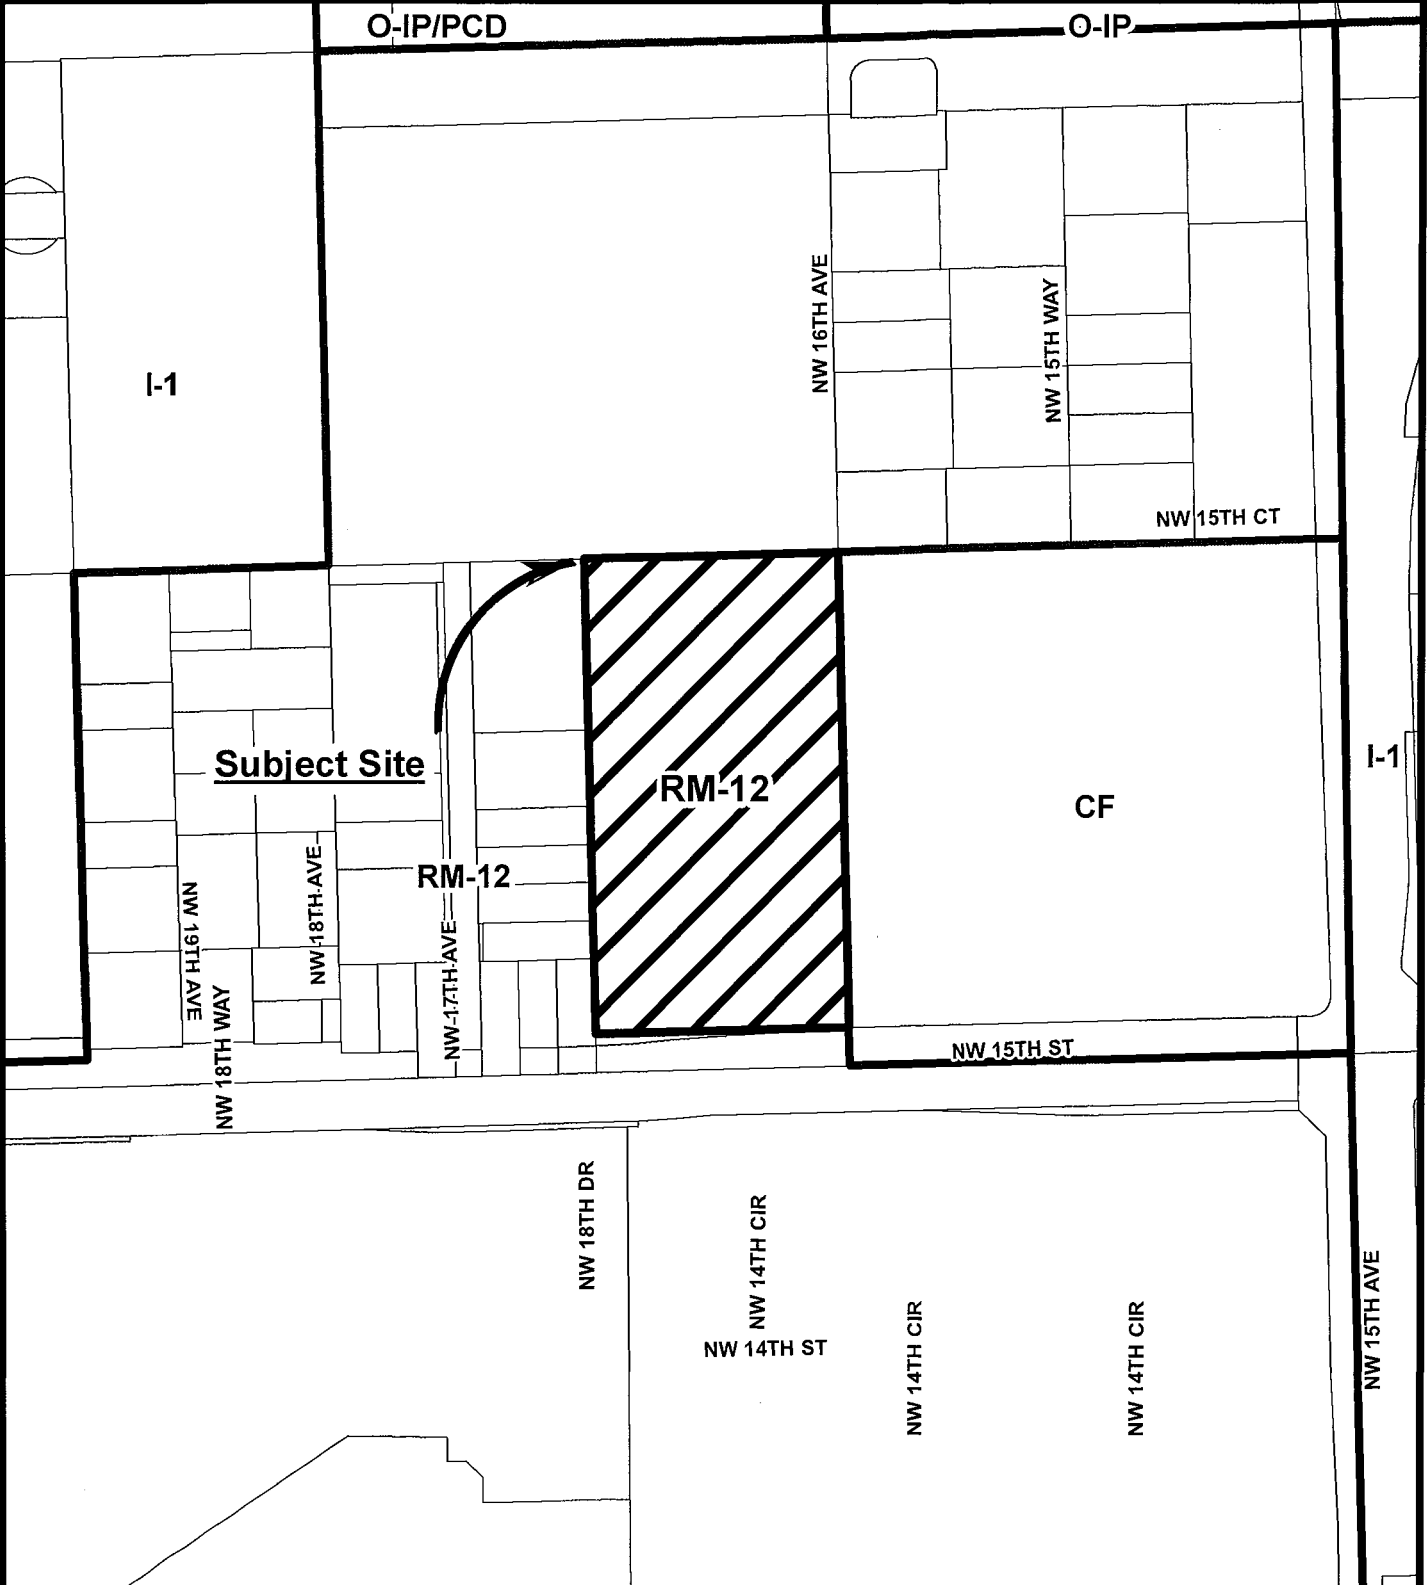 O-IP/PCD
O-IP
NW 16TH AVE
NW 15TH WAY
I-1
NW 15TH CT
Subject Site
RM-12
I-1
CF
RM-12
NW 18TH AVE
NW 19TH AVE
NW 17TH AVE
NW 18TH WAY
NW 15TH ST
NW 18TH DR
NW 14TH CIR
NW 14TH ST
NW 14TH CIR
NW 14TH CIR
NW 15TH AVE